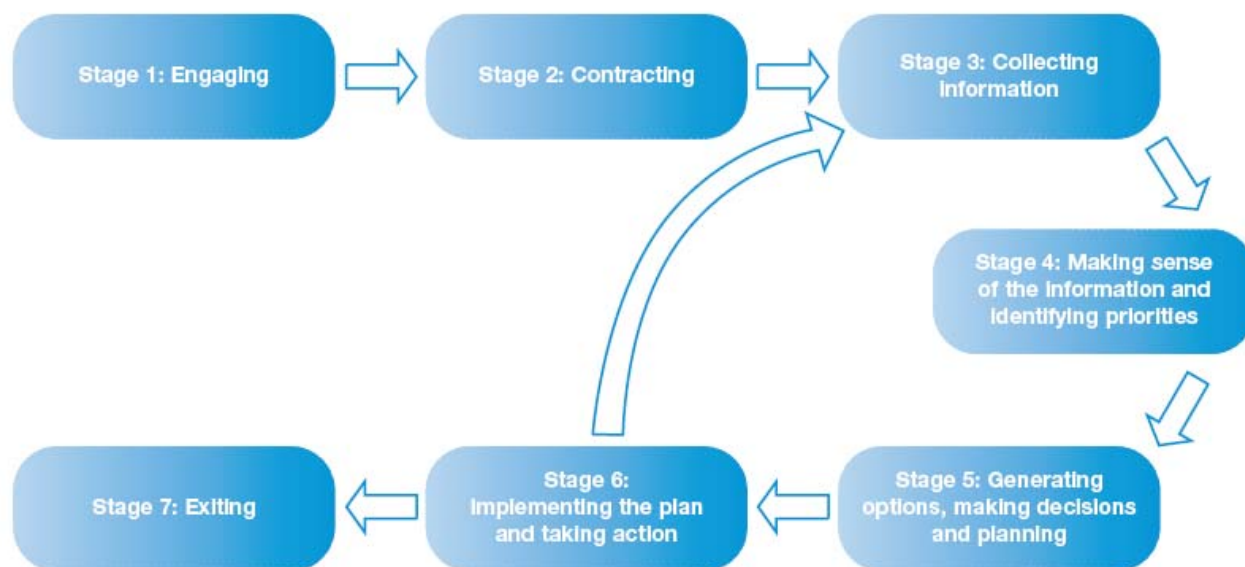 Stage 1: Engaging
Stage 2: Contracting
Stage 3: Collecting
information
Stage 4: Making sense
of the information and
identifying priorities
Stage 5: Generating
options, making decisions
and planning
Stage 6:
Implementing the plan
and taking action
Stage 7: Exiting